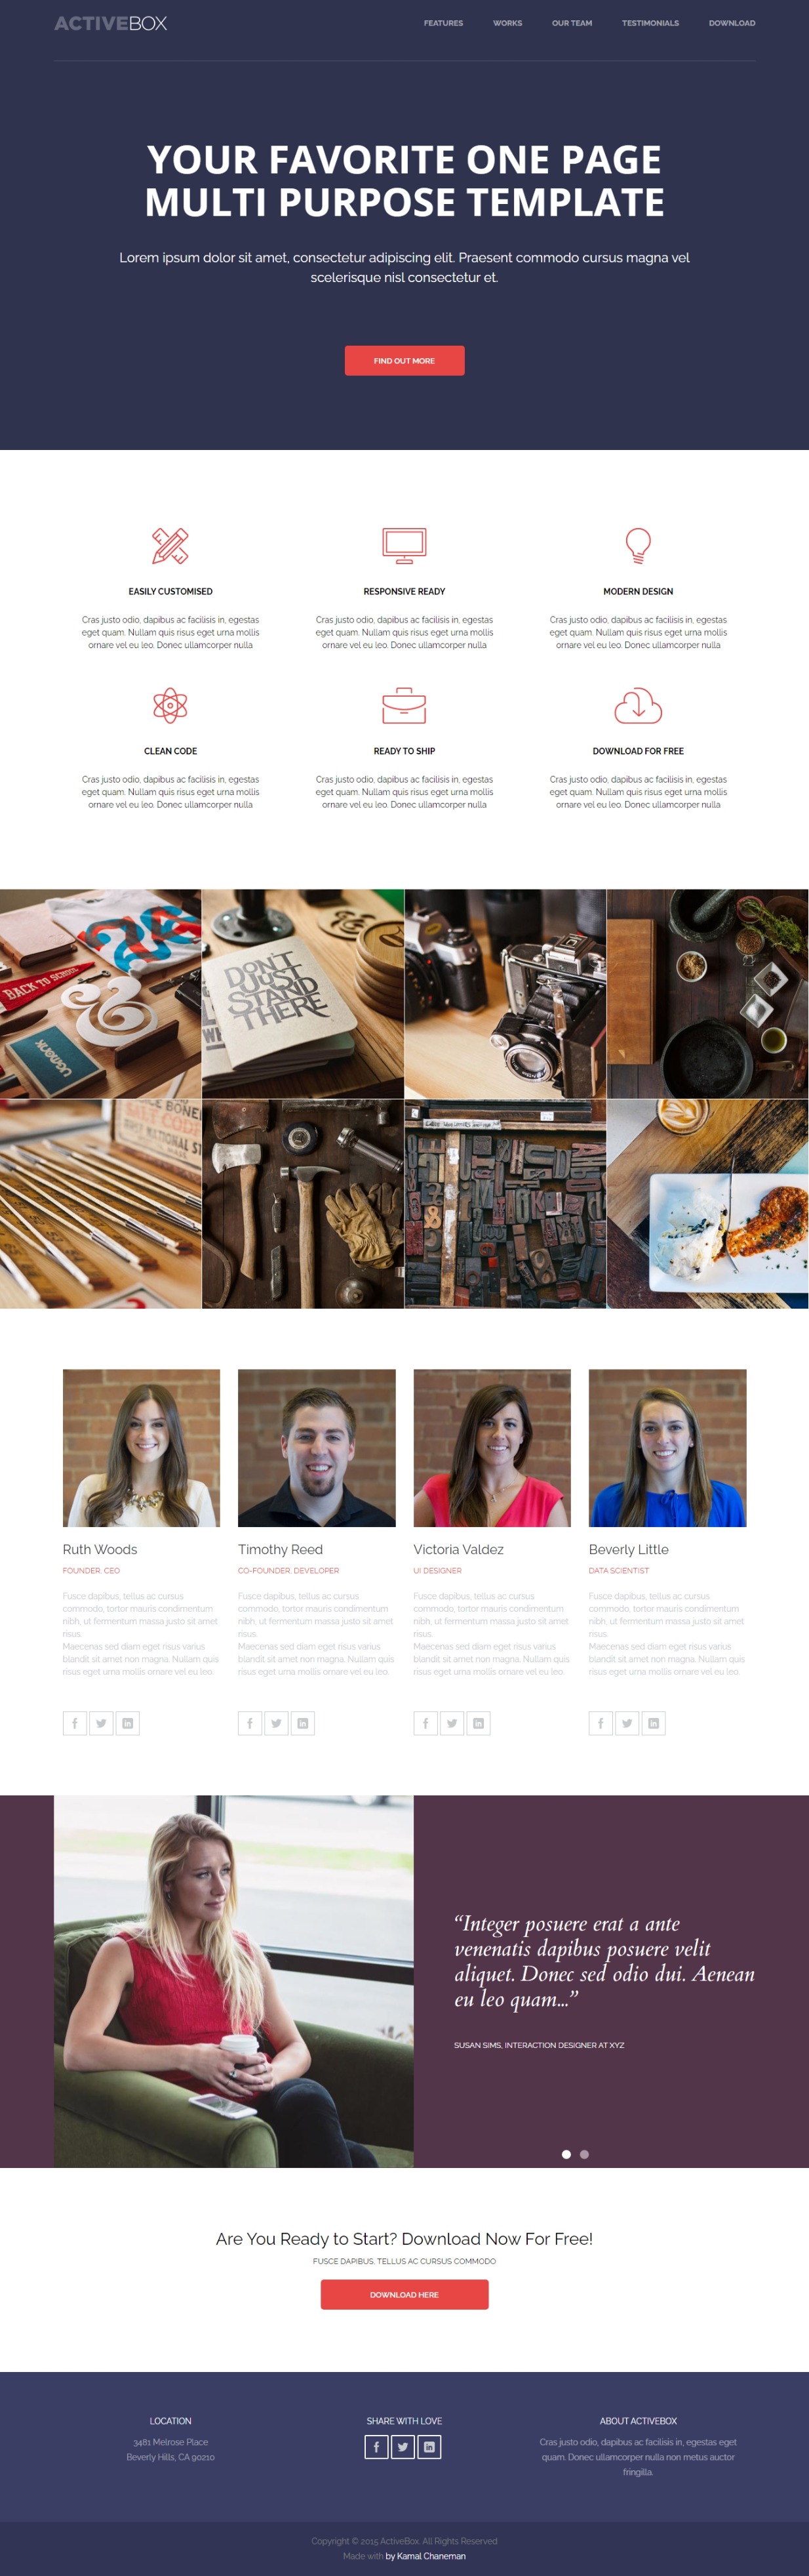 ACTIVEBOX
FEATURES WORKS OUR TEAM TESTIMONIALS DOWNLOAD
YOUR FAVORITE ONE PAGE
MULTI PURPOSE TEMPLATE
Lorem ipsum dolor sit amet, consectetur adipiscing elit. Praesent commodo cursus magna vel
scelerisque nisl consectetur et.
FIND OUT MORE
EASILY CUSTOMISED
Cras justo odio, dapibus ac facilisis in, egestas
eget quam. Nullam quis risus eget urna mollis
ornare vel eu leo. Donec ullamcorper nulla
RESPONSIVE READY
Cras justo odio, dapibus ac facilisis in, egestas
eget quam. Nullam quis risus eget urna mollis
ornare vel eu leo. Donec ullamcorper nulla
MODERN DESIGN
Cras justo odio, dapibus ac facilisis in, egestas
eget quam. Nullam quis risus eget urna mollis
ornare vel eu leo. Donec ullamcorper nulla
CLEAN CODE
Cras justo odio, dapibus ac facilisis in, egestas
eget quam. Nullam quis risus eget urna mollis
ornare vel eu leo. Donec ullamcorper nulla
READY TO SHIP
Cras justo odio, dapibus ac facilisis in, egestas
eget quam. Nullam quis risus eget urna mollis
ornare vel eu leo. Donec ullamcorper nulla
DOWNLOAD FOR FREE
Cras justo odio, dapibus ac facilisis in, egestas
eget quam. Nullam quis risus eget urna mollis
ornare vel eu leo. Donec ullamcorper nulla
BACK TO SCHOOL
&
DON'T
JUST
STAND
THERE
Ruth Woods
FOUNDER, CEO
Fusce dapibus, tellus ac cursus
commodo, tortor mauris condimentum
nibh, ut fermentum massa justo sit amet
risus.
Maecenas sed diam eget risus varius
blandit sit amet non magna. Nullam quis
risus eget urna mollis ornare vel eu leo.
Timothy Reed
CO-FOUNDER, DEVELOPER
Fusce dapibus, tellus ac cursus
commodo, tortor mauris condimentum
nibh, ut fermentum massa justo sit amet
risus.
Maecenas sed diam eget risus varius
blandit sit amet non magna. Nullam quis
risus eget urna mollis ornare vel eu leo.
Victoria Valdez
UI DESIGNER
Fusce dapibus, tellus ac cursus
commodo, tortor mauris condimentum
nibh, ut fermentum massa justo sit amet
risus.
Maecenas sed diam eget risus varius
blandit sit amet non magna. Nullam quis
risus eget urna mollis ornare vel eu leo.
Beverly Little
DATA SCIENTIST
Fusce dapibus, tellus ac cursus
commodo, tortor mauris condimentum
nibh, ut fermentum massa justo sit amet
risus.
Maecenas sed diam eget risus varius
blandit sit amet non magna. Nullam quis
risus eget urna mollis ornare vel eu leo.
“Integer posuere erat a ante
venenatis dapibus posuere velit
aliquet. Donec sed odio dui. Aenean
eu leo quam...”
SUSAN SIMS, INTERACTION DESIGNER AT XYZ
Are You Ready to Start? Download Now For Free!
FUSCE DAPIBUS, TELLUS AC CURSUS COMMODO
DOWNLOAD HERE
LOCATION
3481 Melrose Place
Beverly Hills, CA 90210
SHARE WITH LOVE
ABOUT ACTIVEBOX
Cras justo odio, dapibus ac facilisis in, egestas eget
quam. Donec ullamcorper nulla non metus auctor
fringilla.
Copyright © 2015 ActiveBox. All Rights Reserved
Made with by Kamal Chaneman